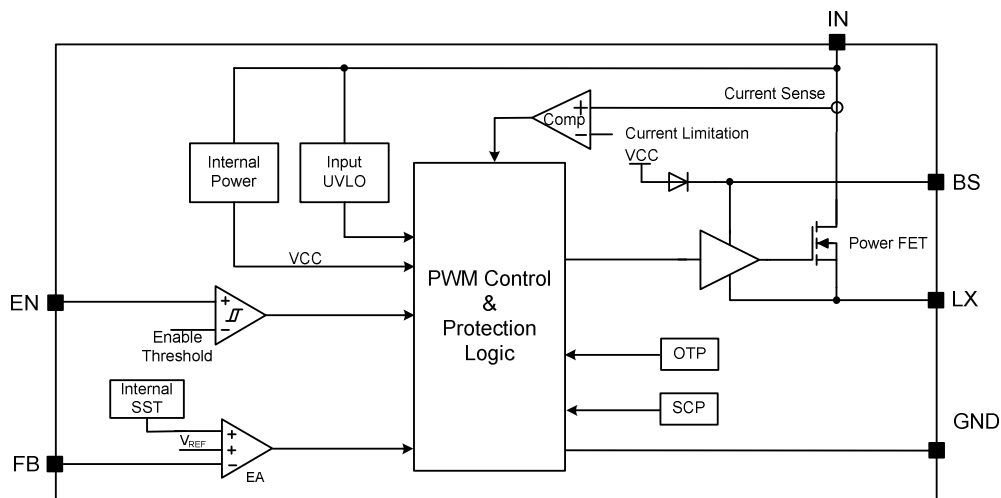 IN
Current Sense
+
Comp
−
Current Limitation
VCC
Internal
Power
Input
UVLO
BS
Power FET
VCC
PWM Control
&
Protection
Logic
EN
+
−
Enable
Threshold
LX
OTP
Internal
SST
SCP
GND
+
VREF
+
−
FB
EA